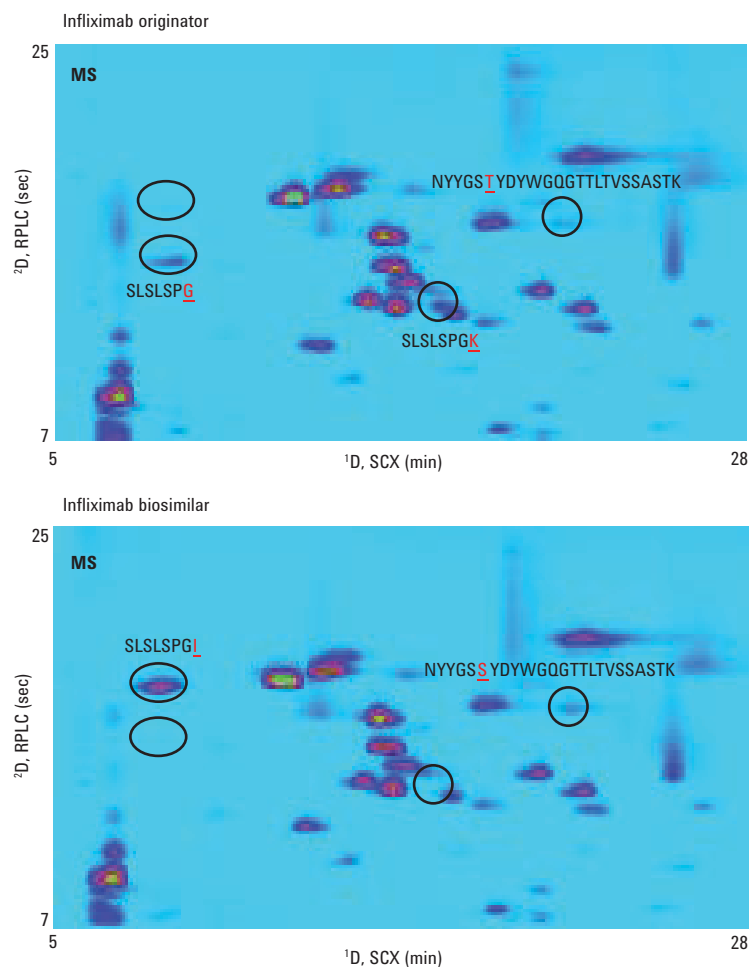 Infliximab originator
25
MS
NYYGSTYDYWGQGTTLTVSSASTK
²D, RPLC (sec)
SLSLSPG
SLSLSPGK
7
5
¹D, SCX (min)
28
Infliximab biosimilar
25
MS
SLSLSPGI
NYYGSSYDYWGQGTTLTVSSASTK
²D, RPLC (sec)
7
5
¹D, SCX (min)
28